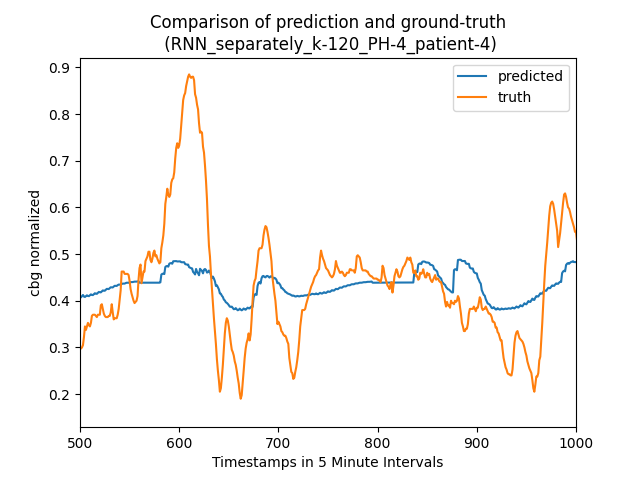 Comparison of prediction and ground-truth
(RNN_separately_k-120_PH-4_patient-4)
predicted
truth
cbg normalized
0.9
0.8
0.7
0.6
0.5
0.4
0.3
0.2
500 600 700 800 900 1000
Timestamps in 5 Minute Intervals